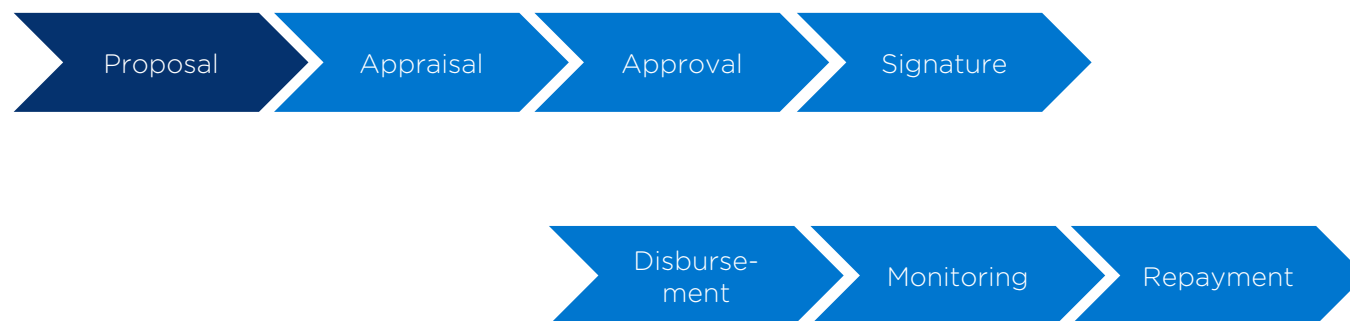 Proposal
Appraisal
Approval
Signature
Disburse-
ment
Monitoring
Repayment